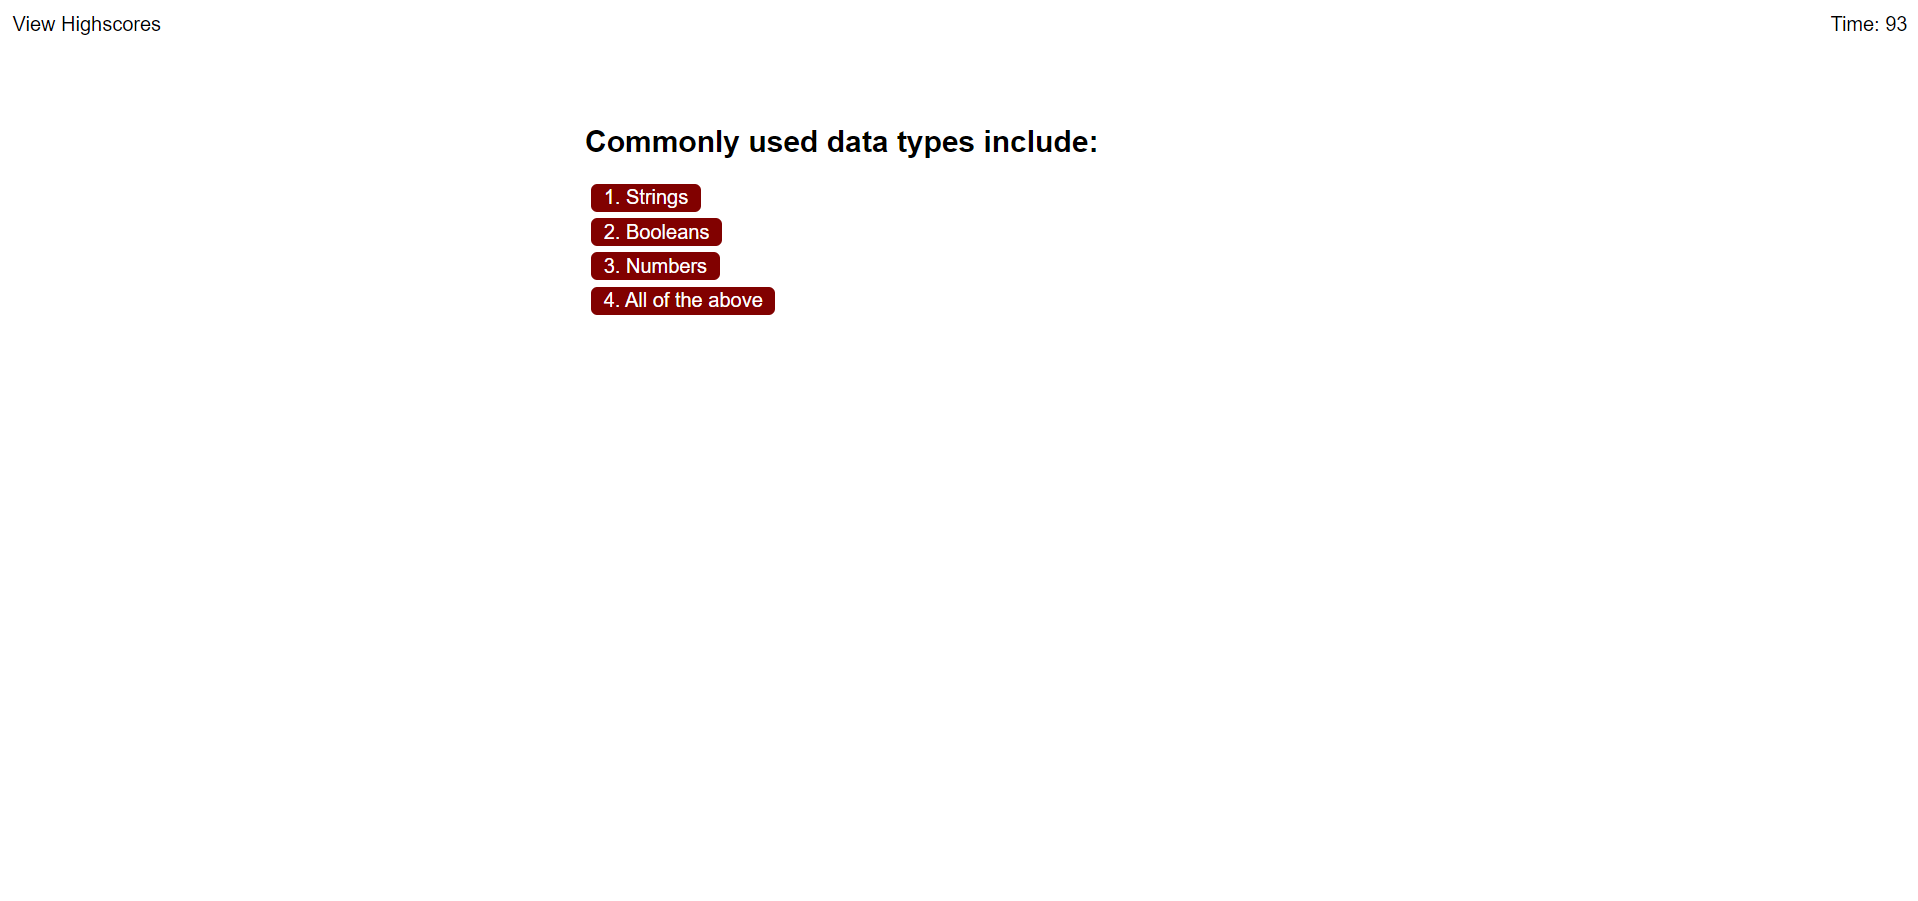 View Highscores
Time: 93
Commonly used data types include:
1. Strings
2. Booleans
3. Numbers
4. All of the above